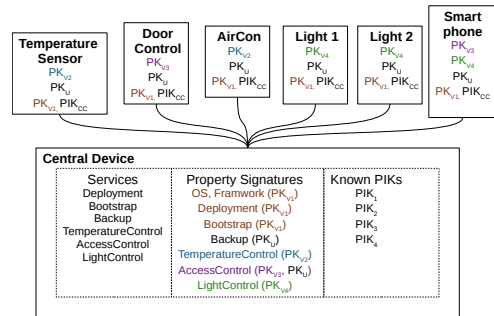 Temperature
Sensor
PKV2
PKU
PKV1, PIKCC
Door
Control
PKV3
PKU
PKV1, PIKCC
AirCon
PKV2
PKU
PKV1, PIKCC
Light 1
PKV4
PKU
PKV1, PIKCC
Light 2
PKV4
PKU
PKV1, PIKCC
Smart
phone
PKV3
PKV4
PKU
PKV1, PIKCC
Central Device
Services
Deployment
Bootstrap
Backup
TemperatureControl
AccessControl
LightControl
Property Signatures
OS, Framwork (PKV1)
Deployment (PKV1)
Bootstrap (PKV1)
Backup (PKU)
TemperatureControl (PKV2)
AccessControl (PKV3, PKU)
LightControl (PKV4)
Known PIKs
PIK1
PIK2
PIK3
PIK4